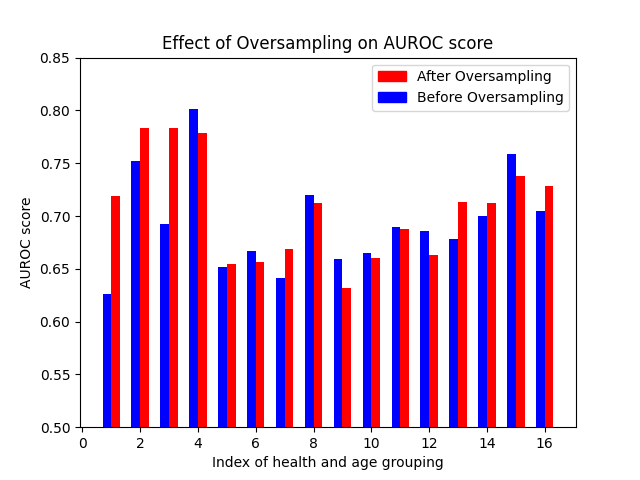 Effect of Oversampling on AUROC score
After Oversampling
Before Oversampling
0.85
0.80
0.75
0.70
0.65
0.60
0.55
0.50
AUROC score
0 2 4 6 8 10 12 14 16
Index of health and age grouping